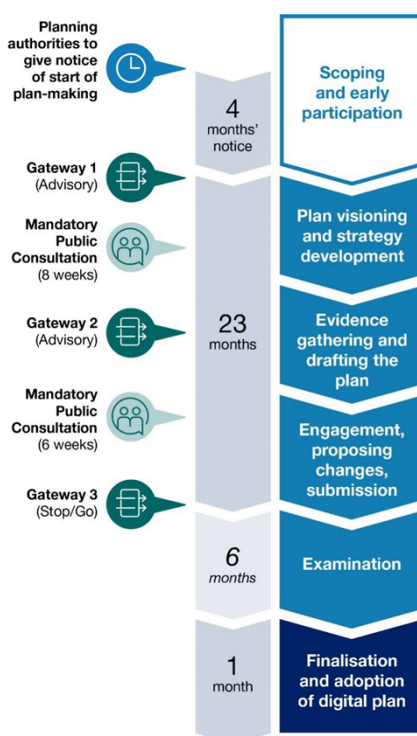 Planning
authorities to
give notice
of start of
plan-making
4
months’
notice
Scoping
and early
participation
Gateway 1
(Advisory)
Mandatory
Public
Consultation
(8 weeks)
Gateway 2
(Advisory)
Mandatory
Public
Consultation
(6 weeks)
Gateway 3
(Stop/Go)
23
months
Plan visioning
and strategy
development
Evidence
gathering and
drafting the
plan
Engagement,
proposing
changes,
submission
6
months
Examination
1
month
Finalisation
and adoption
of digital plan